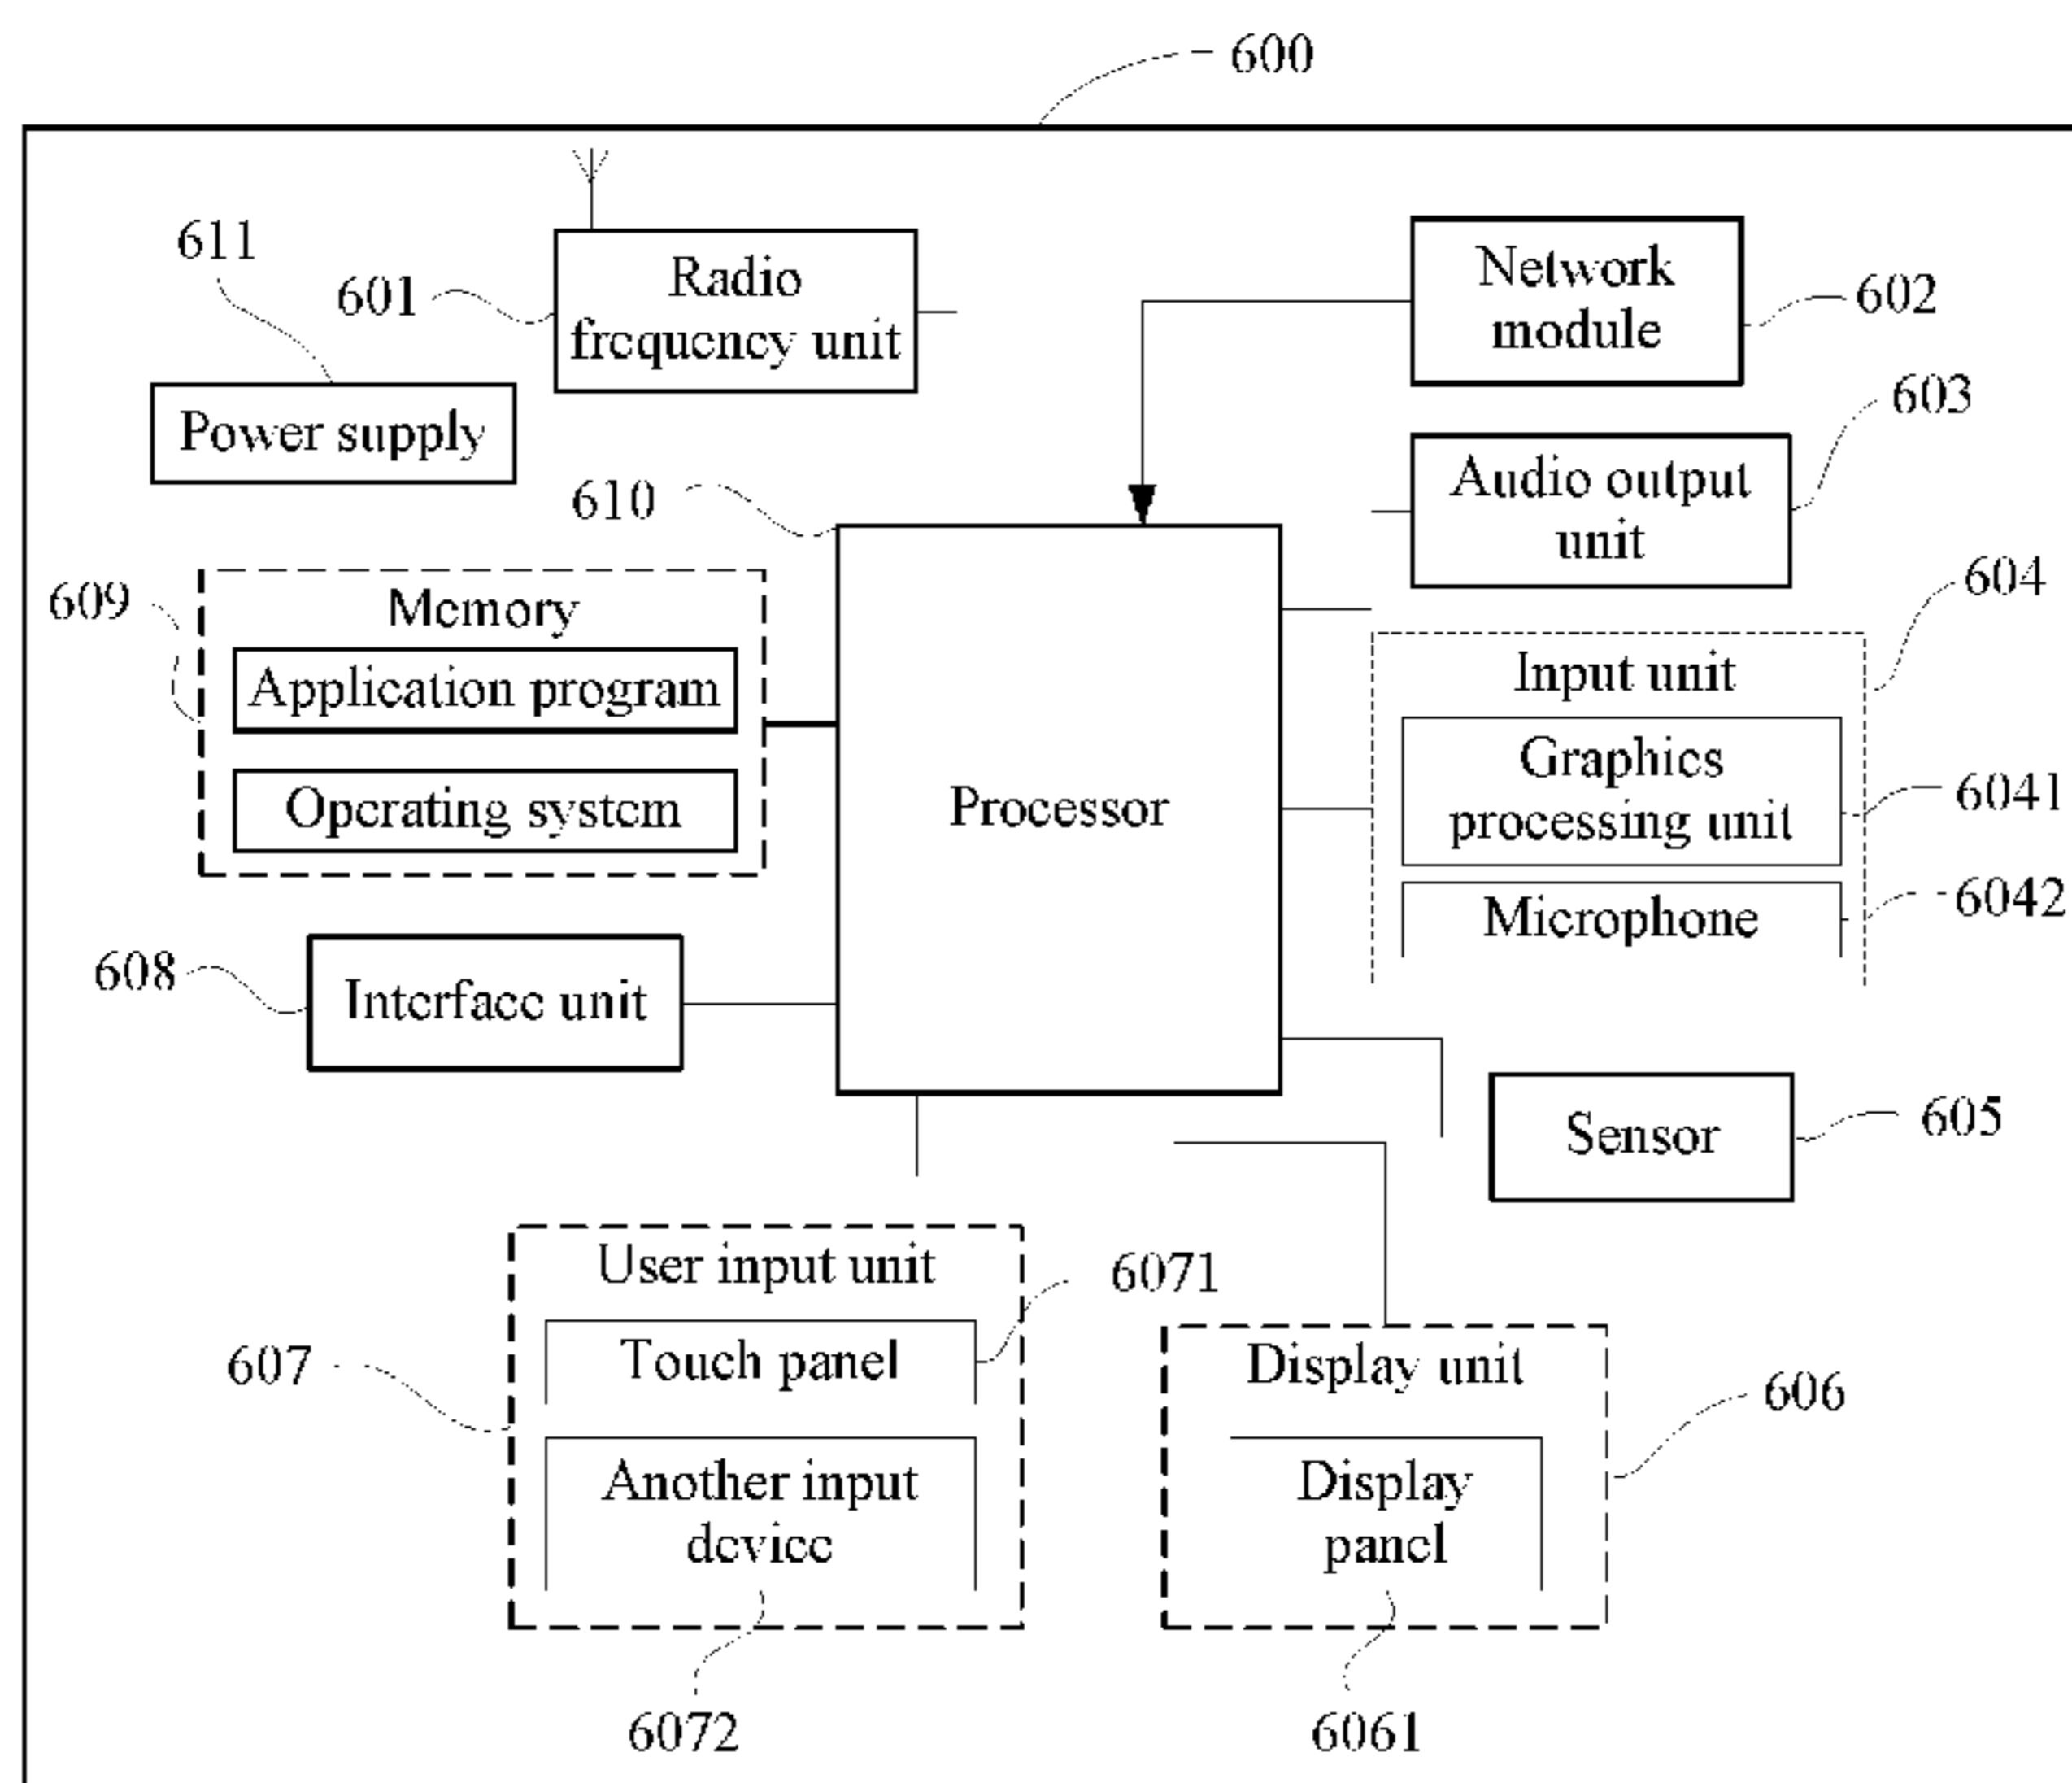 600
611
601
Radio
frequency unit
Network
module
602
Power supply
603
Audio output
unit
610
604
609
Memory
Application program
Operating system
Processor
Input unit
Graphics
processing unit
6041
Microphone
6042
608
Interface unit
Sensor
605
User input unit
6071
Touch panel
607
Another input
device
6072
Display unit
606
Display
panel
6061